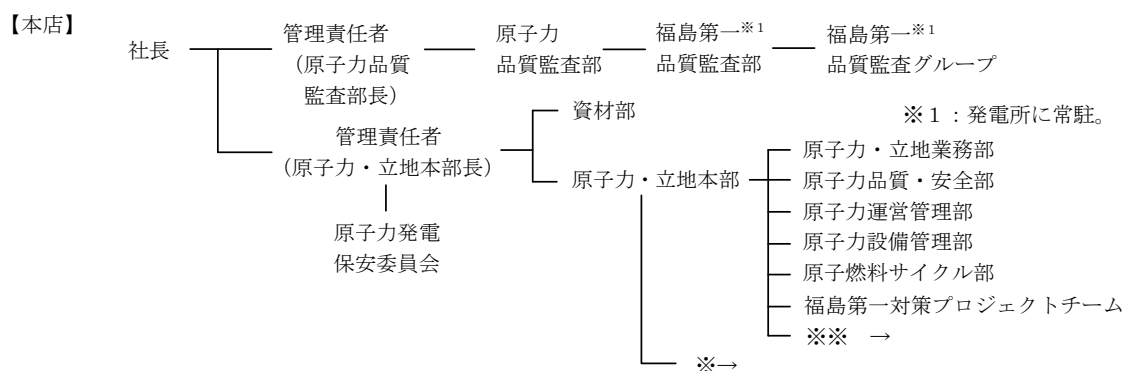 【本店】
社長
管理責任者
（原子力品質
監査部長）
原子力
品質監査部
福島第一※1
品質監査部
福島第一※1
品質監査グループ
※１：発電所に常駐。
管理責任者
（原子力・立地本部長）
原子力発電
保安委員会
資材部
原子力・立地本部
原子力・立地業務部
原子力品質・安全部
原子力運営管理部
原子力設備管理部
原子燃料サイクル部
福島第一対策プロジェクトチーム
※※　→
※→